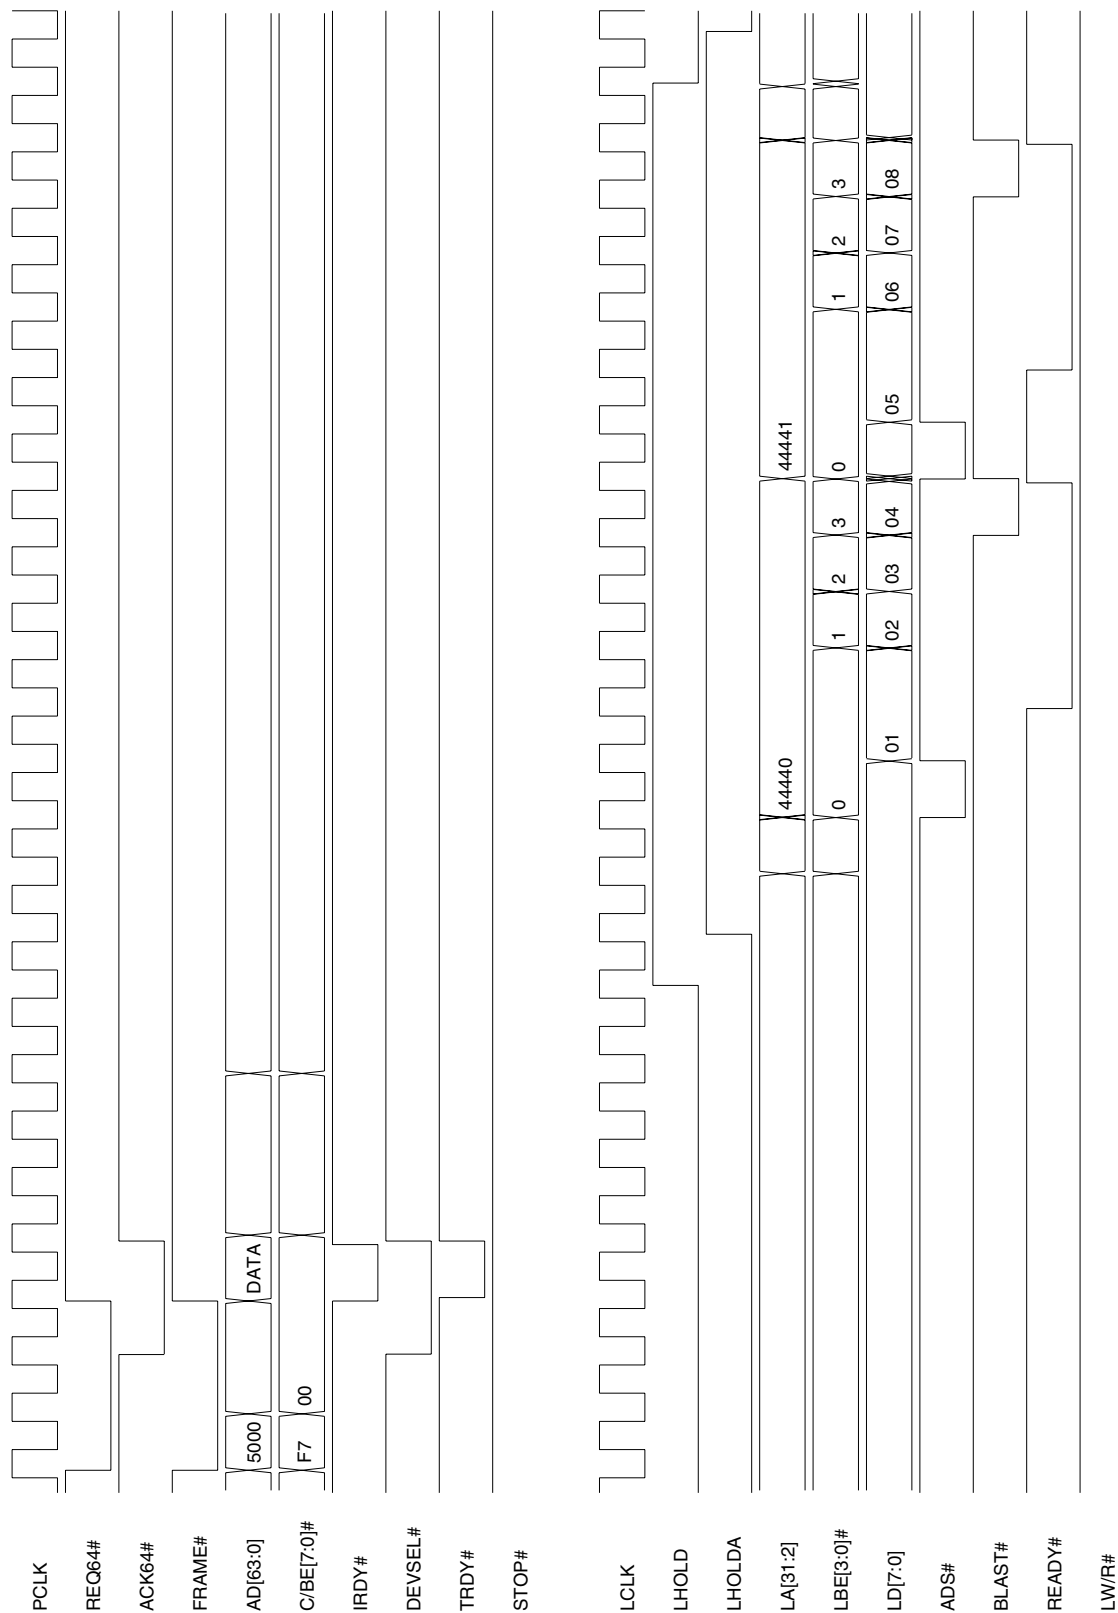 PCLK
REQ64#
ACK64#
FRAME#
AD[63:0] 5000 DATA
C/BE[7:0]# F7 00
IRDY#
DEVSEL#
TRDY#
STOP#
LCLK
LHOLD
LHOLDA
LA[31:2] 44440 44441
LBE[3:0]# 0 1 2 3 0 1 2 3
LD[7:0] 01 02 03 04 05 06 07 08
ADS#
BLAST#
READY#
LW/R#